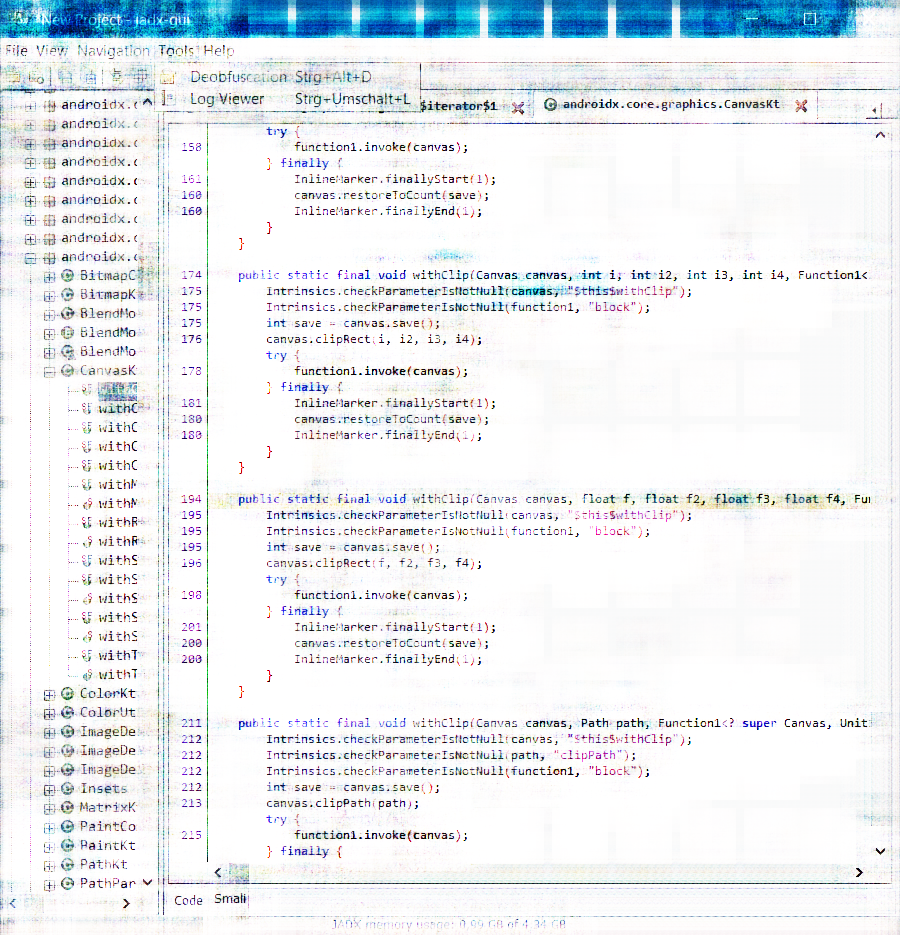 New Project - jadx-gui
File View Navigation Tools Help
Deobfuscation Strg+Alt+D
Log Viewer Strg+Umschalt+L
$iterator$1
androidx.core.graphics.CanvasKt
androidx.c
androidx.c
androidx.c
androidx.c
androidx.c
androidx.c
androidx.c
androidx.c
androidx.c
BitmapC
BitmapK
BlendMo
BlendMo
BlendMo
CanvasK
withC
withC
withC
withC
withM
withM
withR
withR
withS
withS
withS
withS
withS
withT
withT
ColorKt
ColorUt
ImageDe
ImageDe
ImageDe
Insets
MatrixK
PaintCo
PaintKt
PathKt
PathPar
try {
158 function1.invoke(canvas);
} finally {
161 InlineMarker.finallyStart(1);
160 canvas.restoreToCount(save);
160 InlineMarker.finallyEnd(1);
}
}
174 public static final void withClip(Canvas canvas, int i, int i2, int i3, int i4, Function1<
175 Intrinsics.checkParameterIsNotNull(canvas, "$this$withClip");
175 Intrinsics.checkParameterIsNotNull(function1, "block");
175 int save = canvas.save();
176 canvas.clipRect(i, i2, i3, i4);
try {
178 function1.invoke(canvas);
} finally {
181 InlineMarker.finallyStart(1);
180 canvas.restoreToCount(save);
180 InlineMarker.finallyEnd(1);
}
}
194 public static final void withClip(Canvas canvas, float f, float f2, float f3, float f4, Fun
195 Intrinsics.checkParameterIsNotNull(canvas, "$this$withClip");
195 Intrinsics.checkParameterIsNotNull(function1, "block");
195 int save = canvas.save();
196 canvas.clipRect(f, f2, f3, f4);
try {
198 function1.invoke(canvas);
} finally {
201 InlineMarker.finallyStart(1);
200 canvas.restoreToCount(save);
200 InlineMarker.finallyEnd(1);
}
}
211 public static final void withClip(Canvas canvas, Path path, Function1<? super Canvas, Unit
212 Intrinsics.checkParameterIsNotNull(canvas, "$this$withClip");
212 Intrinsics.checkParameterIsNotNull(path, "clipPath");
212 Intrinsics.checkParameterIsNotNull(function1, "block");
212 int save = canvas.save();
213 canvas.clipPath(path);
try {
215 function1.invoke(canvas);
} finally {
Code Smali
JADX memory usage: 0.99 GB of 4.34 GB